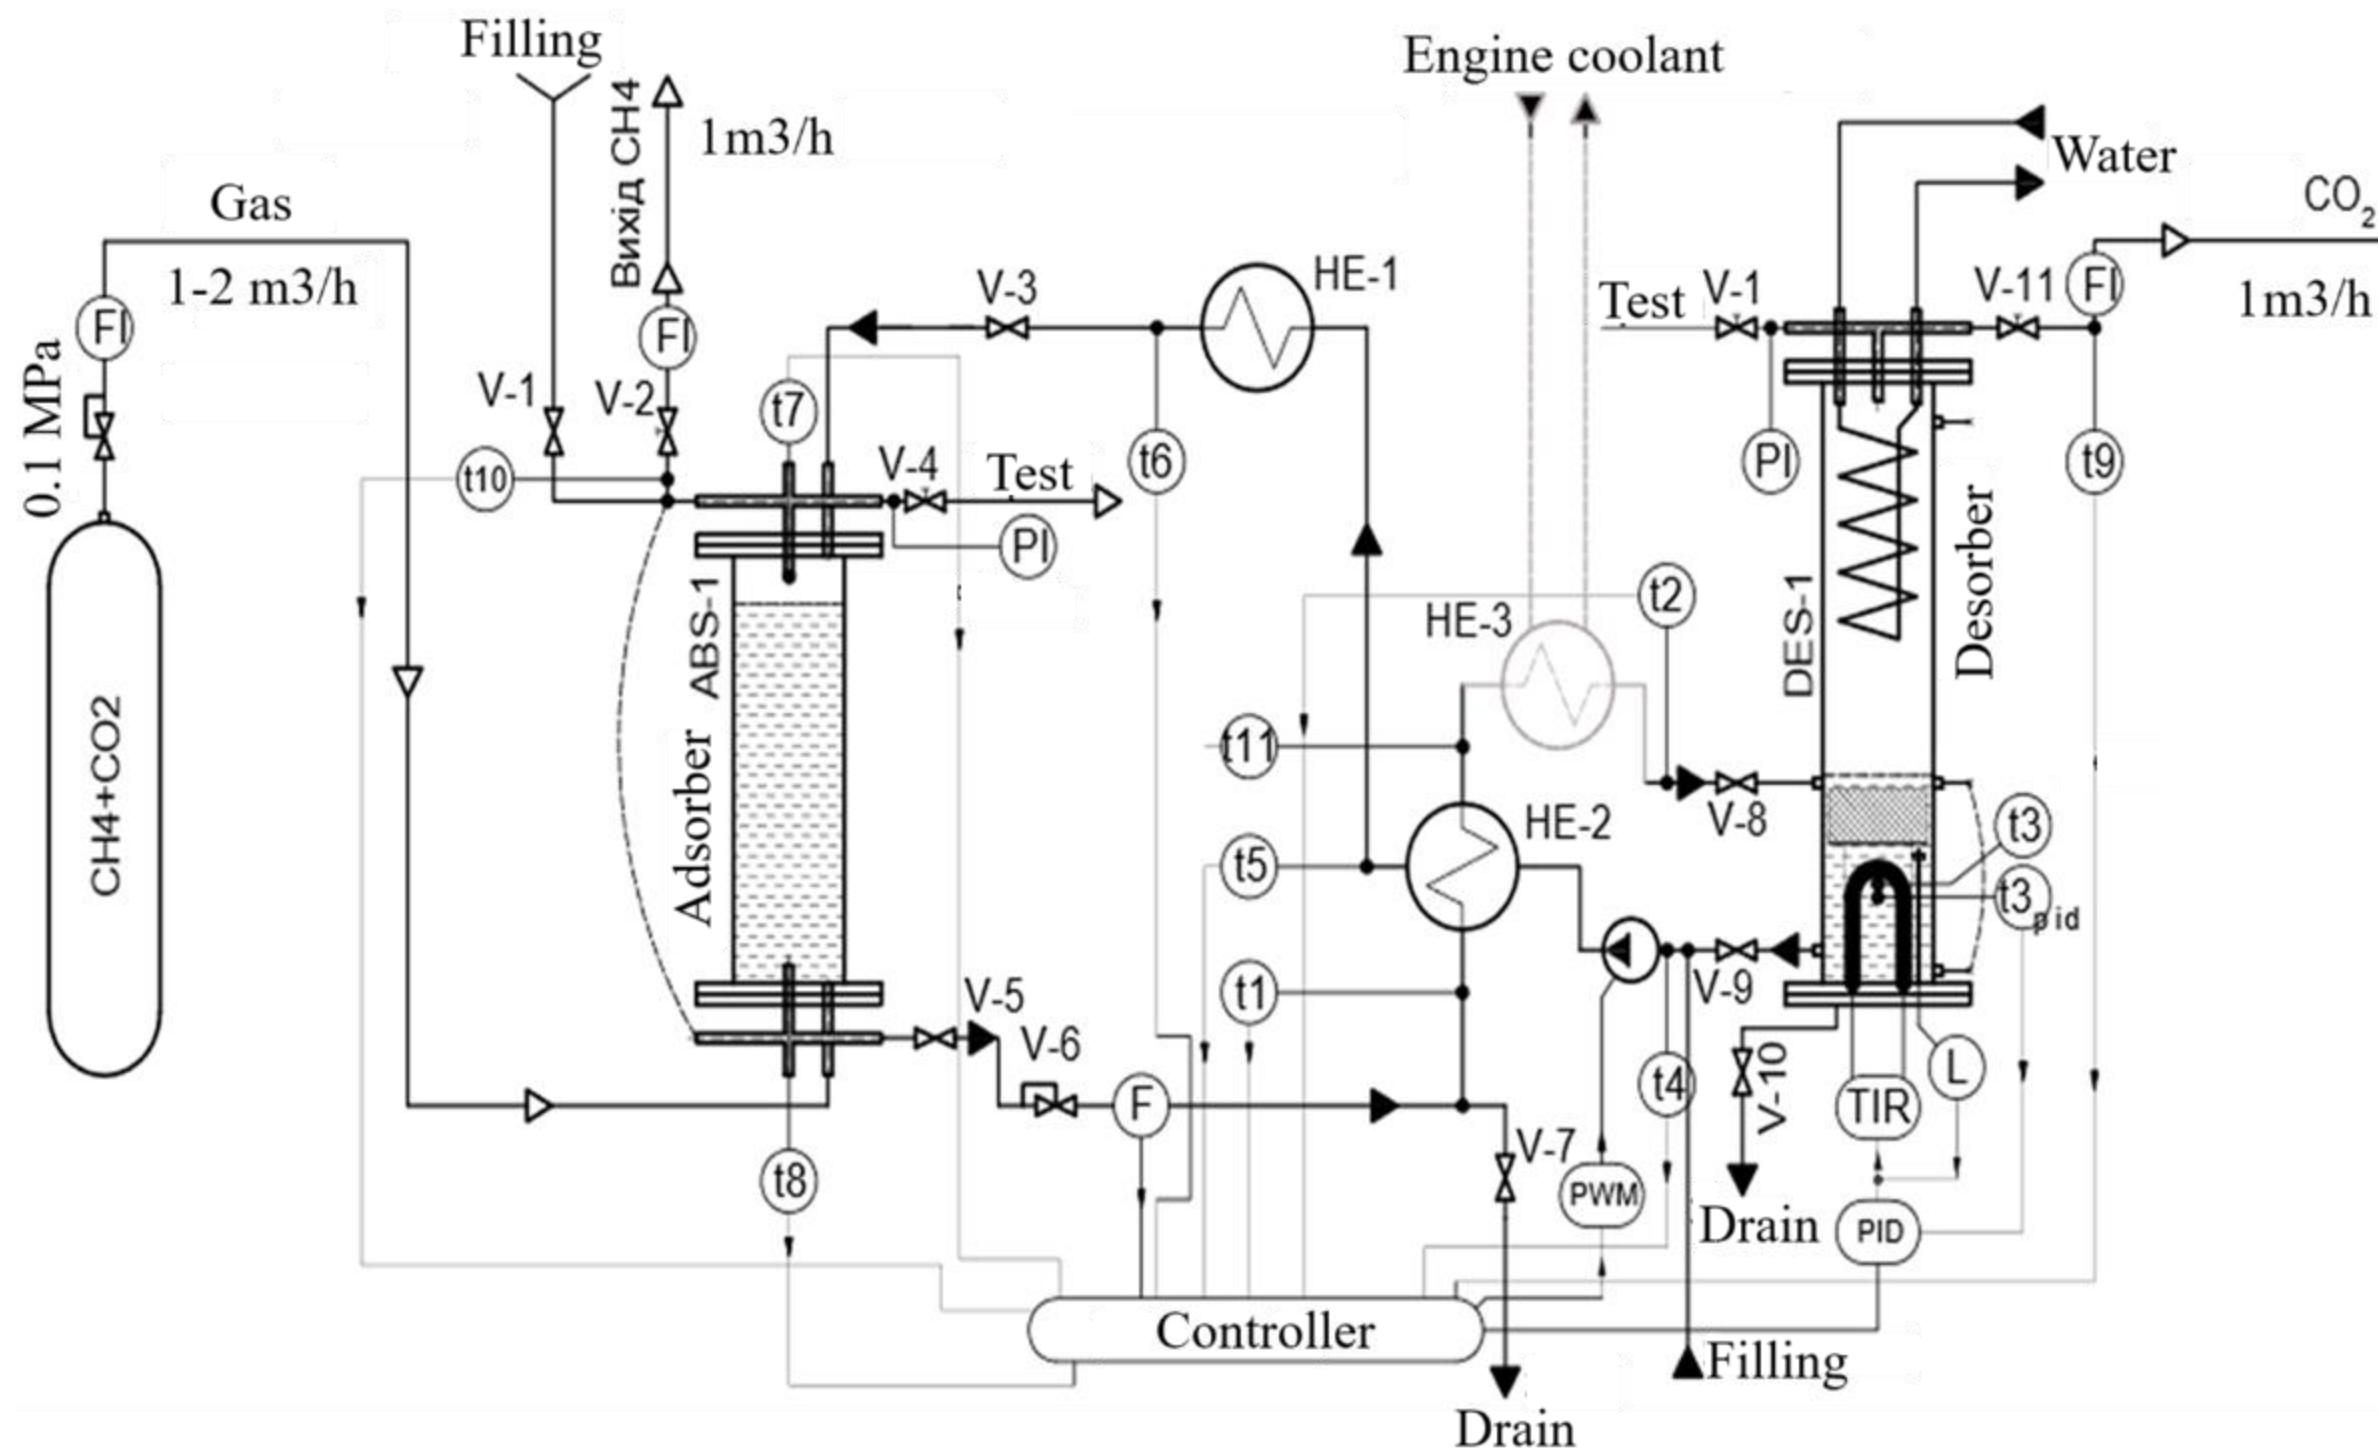 Filling
Engine coolant
Вихід CH4
1m3/h
Water
Gas
CO2
1-2 m3/h
HE-1
V-3
Test
V-1
V-11
FI
1m3/h
FI
FI
0.1 MPa
V-1
V-2
t7
V-4
Test
t6
PI
t9
t10
PI
ABS-1
Adsorber
HE-3
t2
DES-1
Desorber
CH4+CO2
t11
HE-2
V-8
t3
t5
t3pid
t1
V-9
V-5
V-6
F
t4
V-10
L
TIR
t8
V-7
PWM
Drain
PID
Controller
Filling
Drain